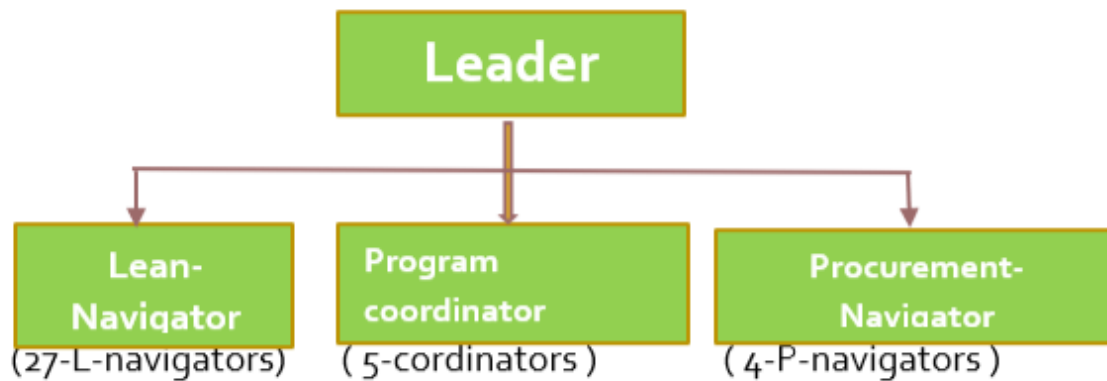 Leader
Lean-
Navigator
(27-L-navigators)
Program
coordinator
( 5-cordinators )
Procurement-
Navigator
( 4-P-navigators )